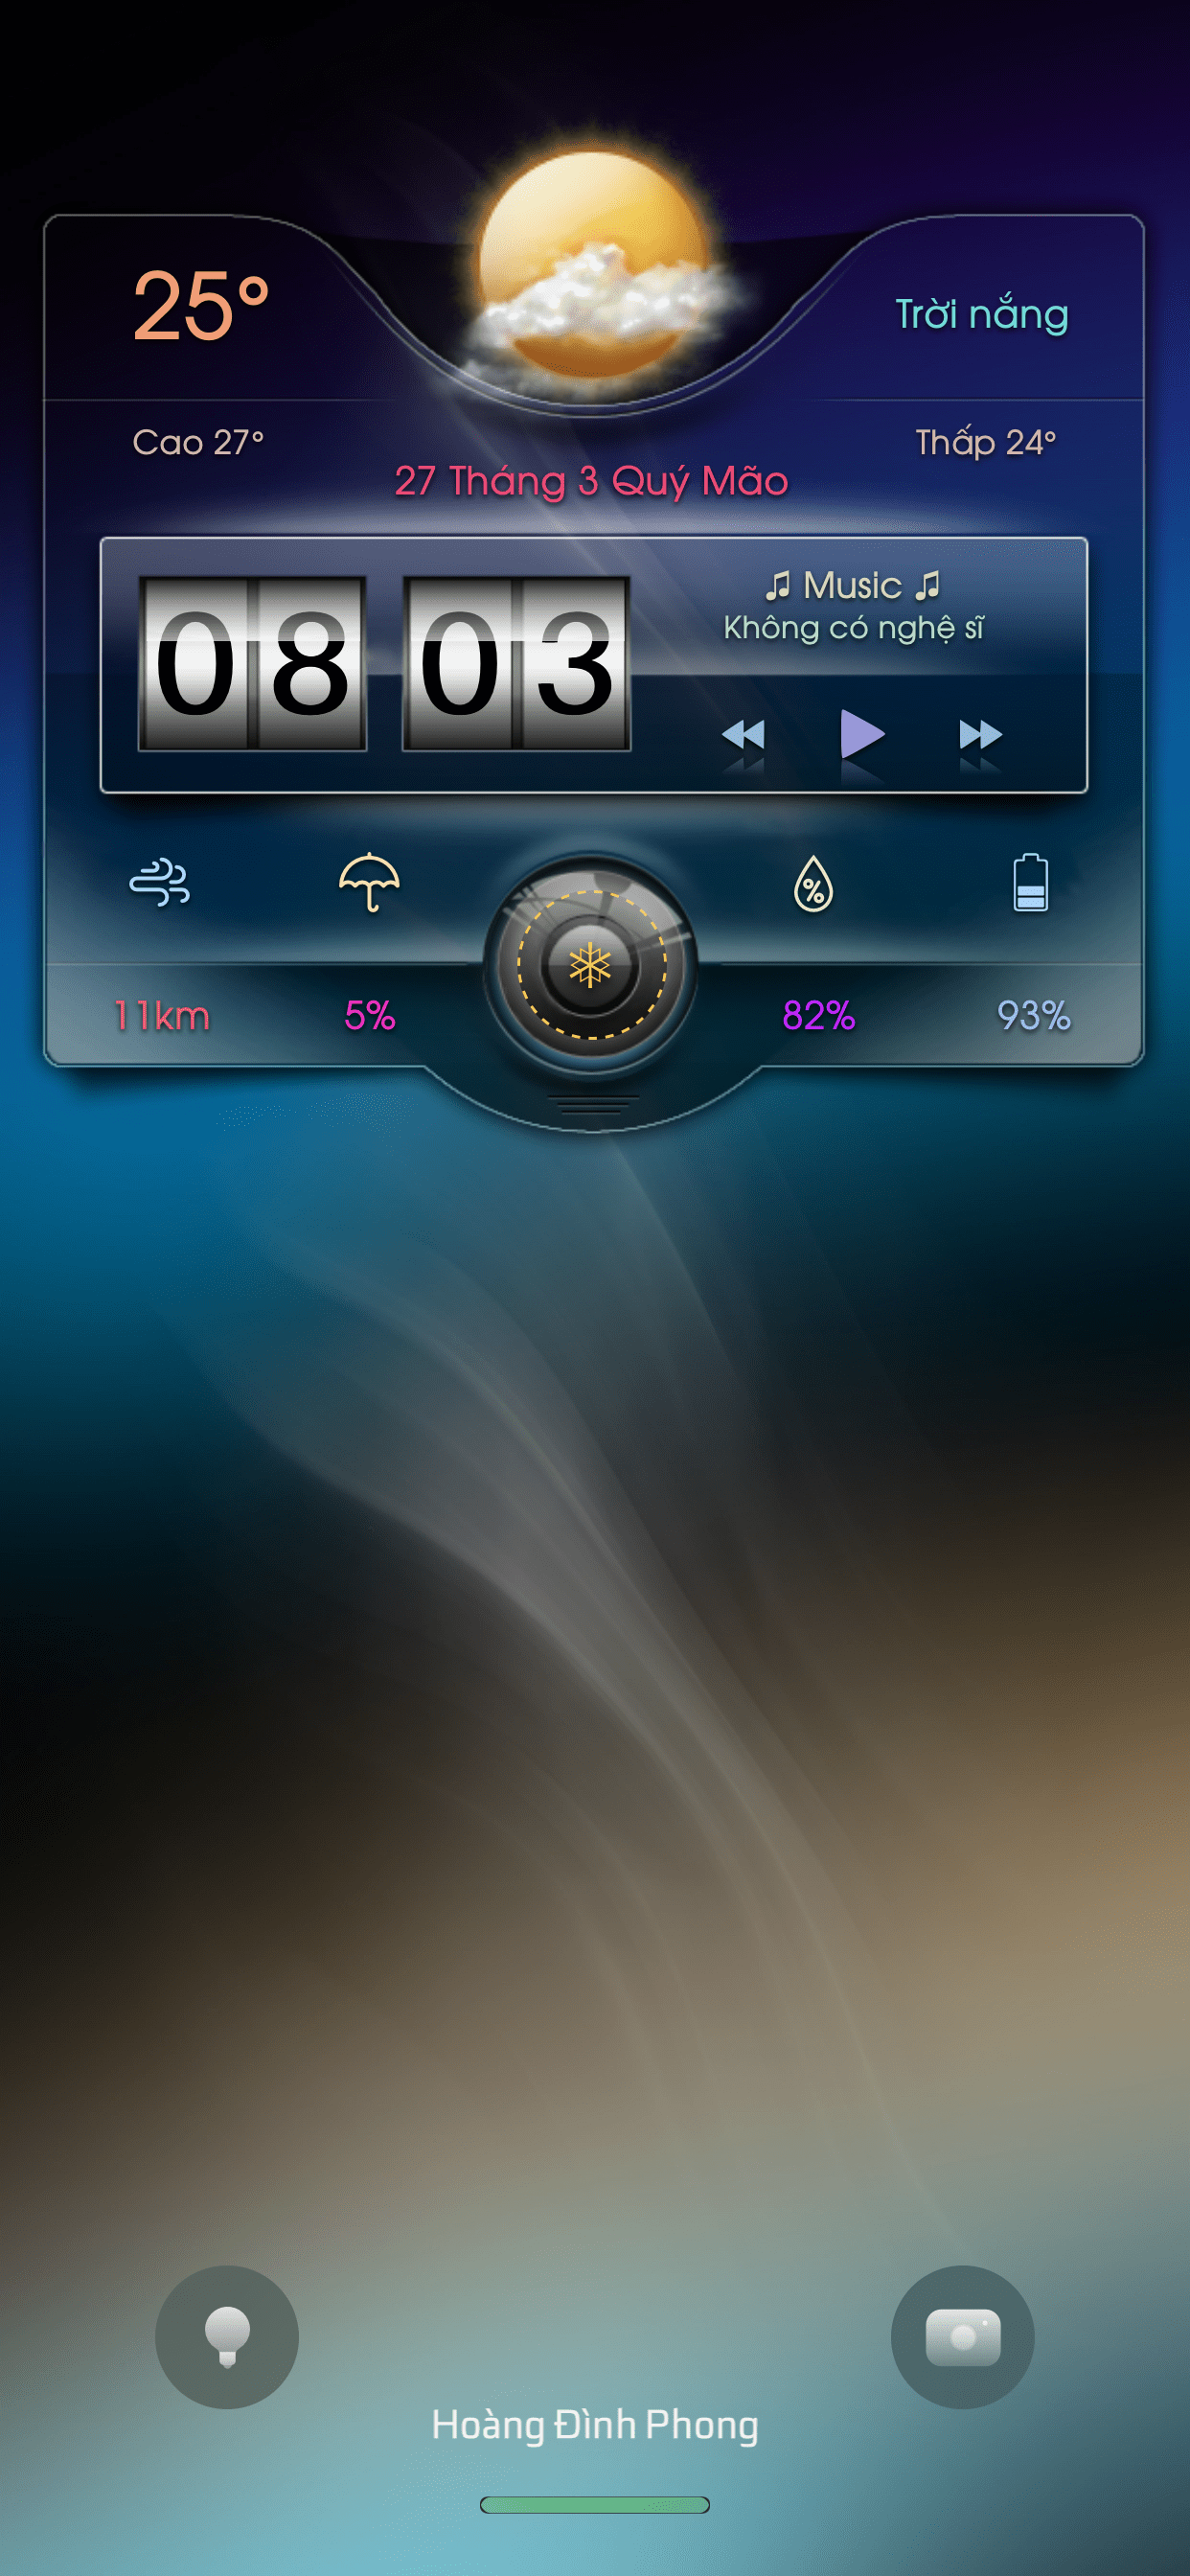 25°
Trời nắng
Cao 27°
Thấp 24°
27 Tháng 3 Quý Mão
08 03
♫ Music ♫
Không có nghệ sĩ
%
11km
5%
82%
93%
Hoàng Đình Phong